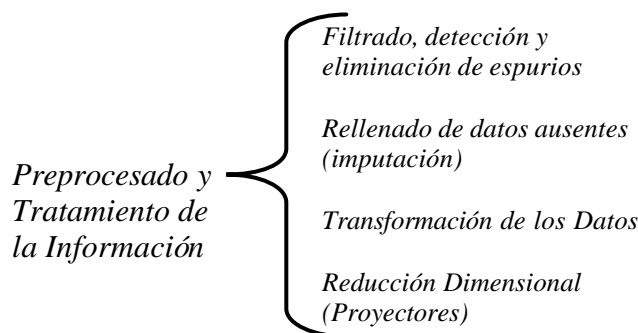 Preprocesado y
Tratamiento de
la Información
Filtrado, detección y
eliminación de espurios
Rellenado de datos ausentes
(imputación)
Transformación de los Datos
Reducción Dimensional
(Proyectores)